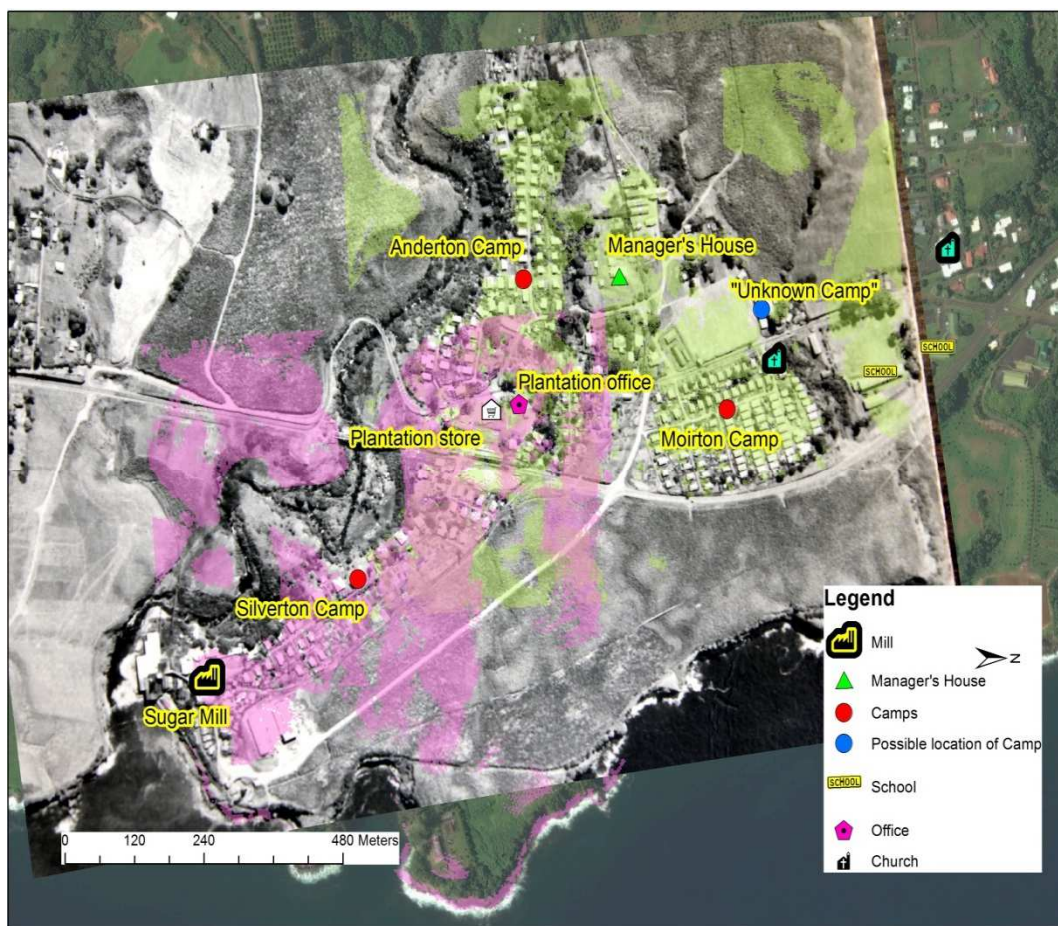 Anderton Camp
Manager's House
"Unknown Camp"
SCHOOL
SCHOOL
Plantation office
Plantation store
Moirton Camp
Silverton Camp
Sugar Mill
Legend
Mill
N
Manager's House
Camps
Possible location of Camp
SCHOOL School
Office
Church
0 120 240 480 Meters